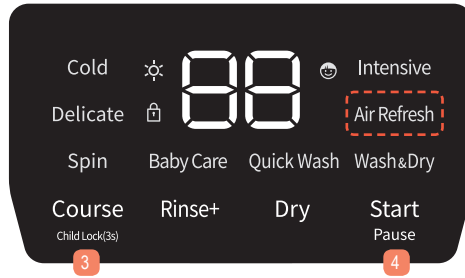 Cold 88 Intensive
Delicate Air Refresh
Spin Baby Care Quick Wash Wash&Dry
Course Rinse+ Dry Start
Child Lock(3s) Pause
3 4